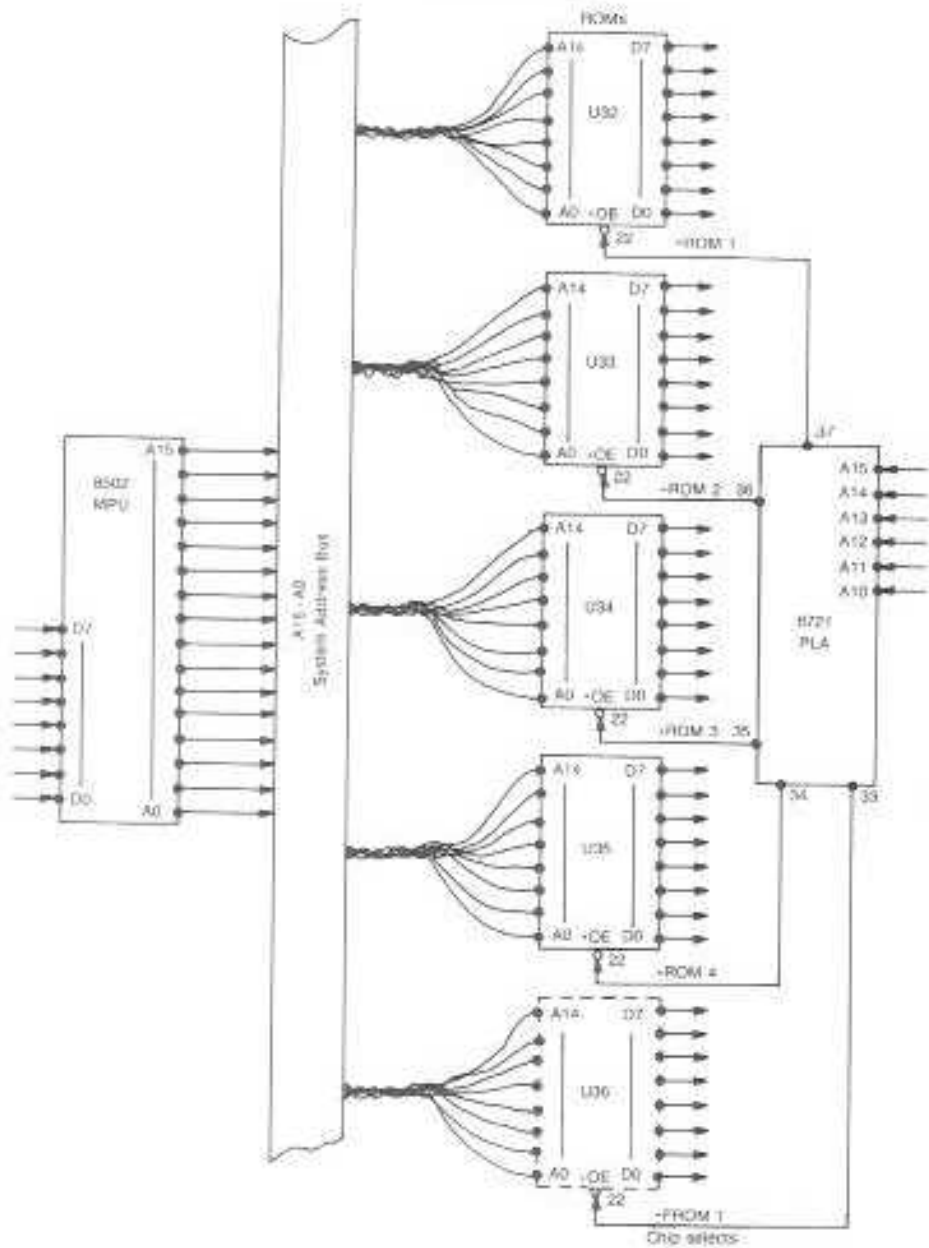 ROMs
D7
U32
A0 *OE D0
22
*ROM 1
A14 D7
U33
A0 *OE D0
22
*ROM 2 36
37
A15
A14
A13
A12
A11
A10
8721
PLA
A15
8502
MPU
D7
D0
A0
A15-A0
System Address Bus
A14 D7
U34
A0 *OE D0
22
*ROM 3 35
34 33
D7
U35
A0 *OE D0
22
*ROM 4
A14 D7
U36
A0 *OE D0
22
*FROM 1
Chip selects